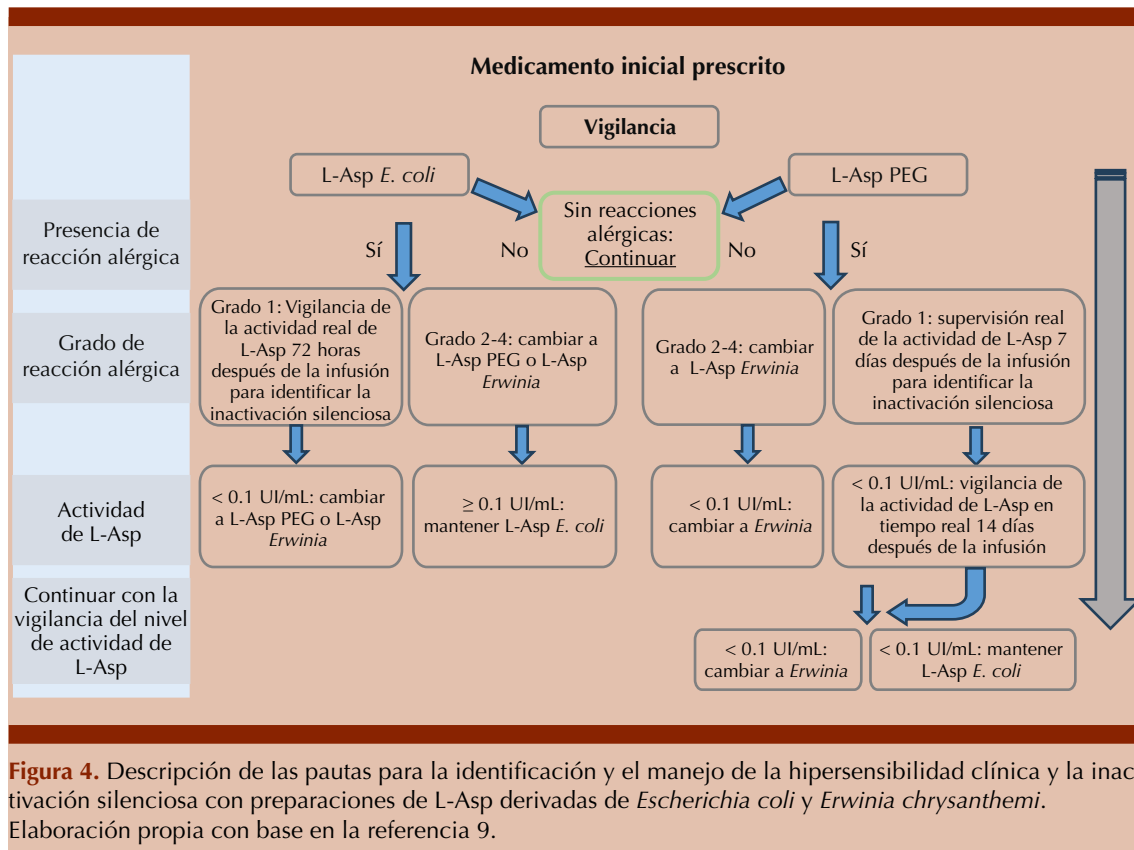 Medicamento inicial prescrito
Vigilancia
L-Asp E. coli
L-Asp PEG
Sin reacciones
alérgicas:
Continuar
Presencia de
reacción alérgica
Sí
No
No
Sí
Grado de
reacción alérgica
Grado 1: Vigilancia de
la actividad real de
L-Asp 72 horas
después de la infusión
para identificar la
inactivación silenciosa
Grado 2-4: cambiar a
L-Asp PEG o L-Asp
Erwinia
Grado 2-4: cambiar
a L-Asp Erwinia
Grado 1: supervisión real
de la actividad de L-Asp 7
días después de la infusión
para identificar la
inactivación silenciosa
Actividad
de L-Asp
< 0.1 UI/mL: cambiar
a L-Asp PEG o L-Asp
Erwinia
≥ 0.1 UI/mL:
mantener L-Asp E. coli
< 0.1 UI/mL:
cambiar a Erwinia
< 0.1 UI/mL: vigilancia de
la actividad de L-Asp en
tiempo real 14 días
después de la infusión
Continuar con la
vigilancia del nivel
de actividad de
L-Asp
< 0.1 UI/mL:
cambiar a Erwinia
< 0.1 UI/mL: mantener
L-Asp E. coli
Figura 4. Descripción de las pautas para la identificación y el manejo de la hipersensibilidad clínica y la inac-
tivación silenciosa con preparaciones de L-Asp derivadas de Escherichia coli y Erwinia chrysanthemi.
Elaboración propia con base en la referencia 9.